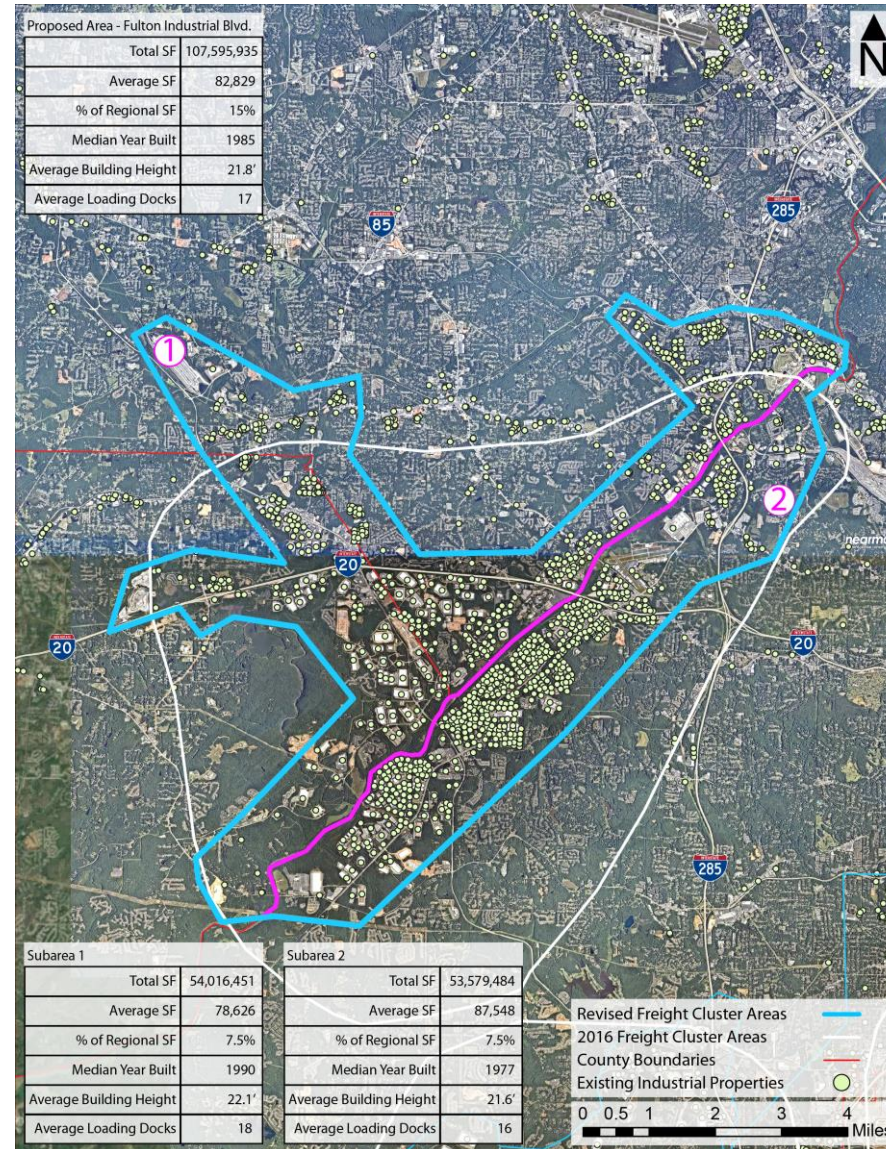 Proposed Area - Fulton Industrial Blvd.
Total SF 107,595,935
Average SF 82,829
% of Regional SF 15%
Median Year Built 1985
Average Building Height 21.8'
Average Loading Docks 17
N
85
285
1
2
nearma
20
20
20
285
Subarea 1
Total SF 54,016,451
Average SF 78,626
% of Regional SF 7.5%
Median Year Built 1990
Average Building Height 22.1'
Average Loading Docks 18
Subarea 2
Total SF 53,579,484
Average SF 87,548
% of Regional SF 7.5%
Median Year Built 1977
Average Building Height 21.6'
Average Loading Docks 16
Revised Freight Cluster Areas
2016 Freight Cluster Areas
County Boundaries
Existing Industrial Properties
0 0.5 1 2 3 4
Miles